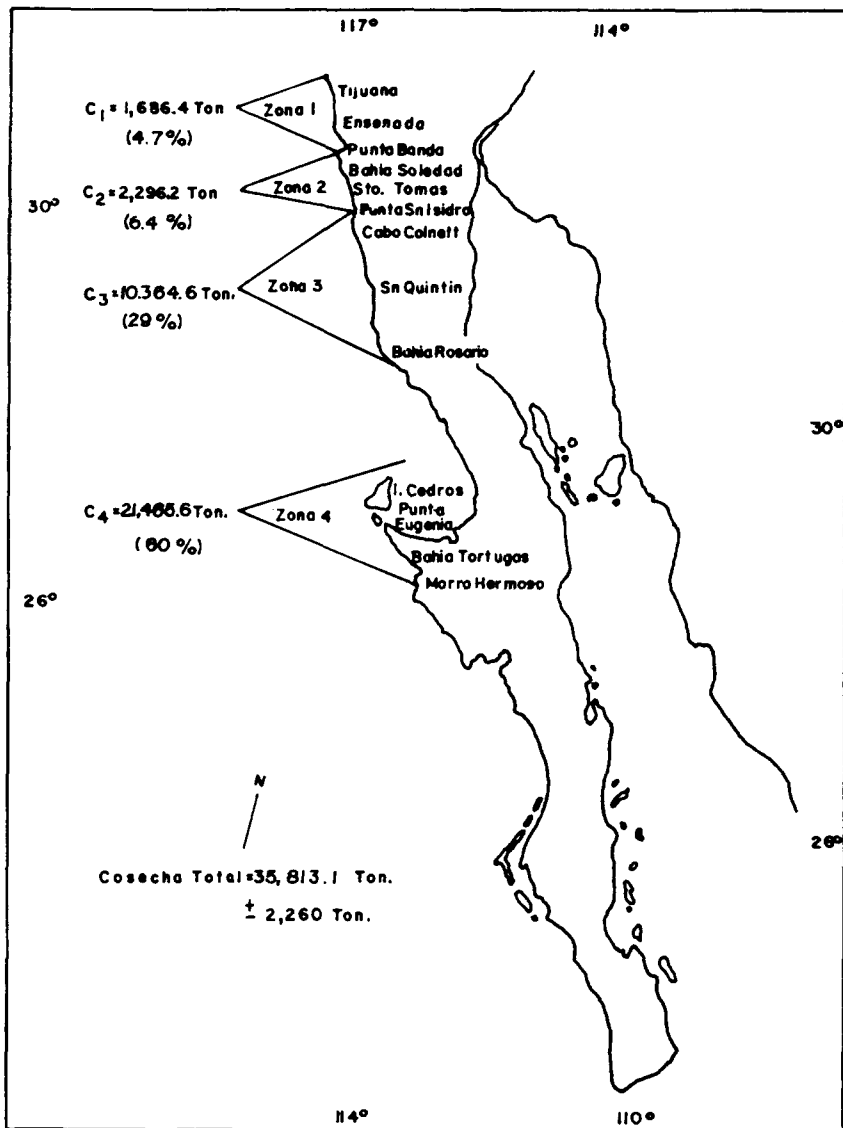 117° 114°
Tijuana
C1 = 1,686.4 Ton
(4.7%)
Zona 1
Ensenada
Punta Banda
Bahia Soledad
C2 = 2,296.2 Ton
(6.4 %)
Zona 2
Sto. Tomas
30°
Punta Sn Isidro
Cabo Colnett
C3 = 10.364.6 Ton.
(29 %)
Zona 3
Sn Quintin
Bahia Rosario
30°
I. Cedros
C4 = 21,465.6 Ton.
(60 %)
Zona 4
Punta
Eugenia
Bahia Tortugas
Morro Hermoso
26°
N
26°
Cosecha Total = 35,813.1 Ton.
± 2,260 Ton.
114° 110°